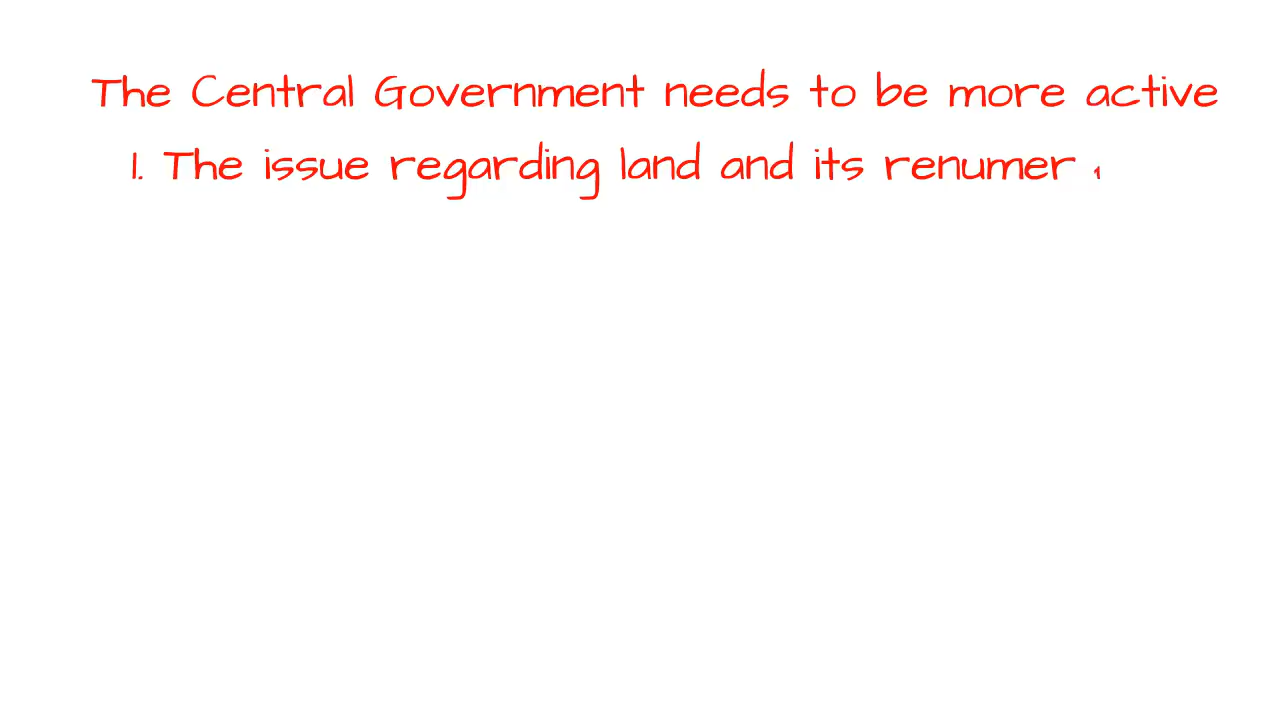 The Central Government needs to be more active
1. The issue regarding land and its renumer